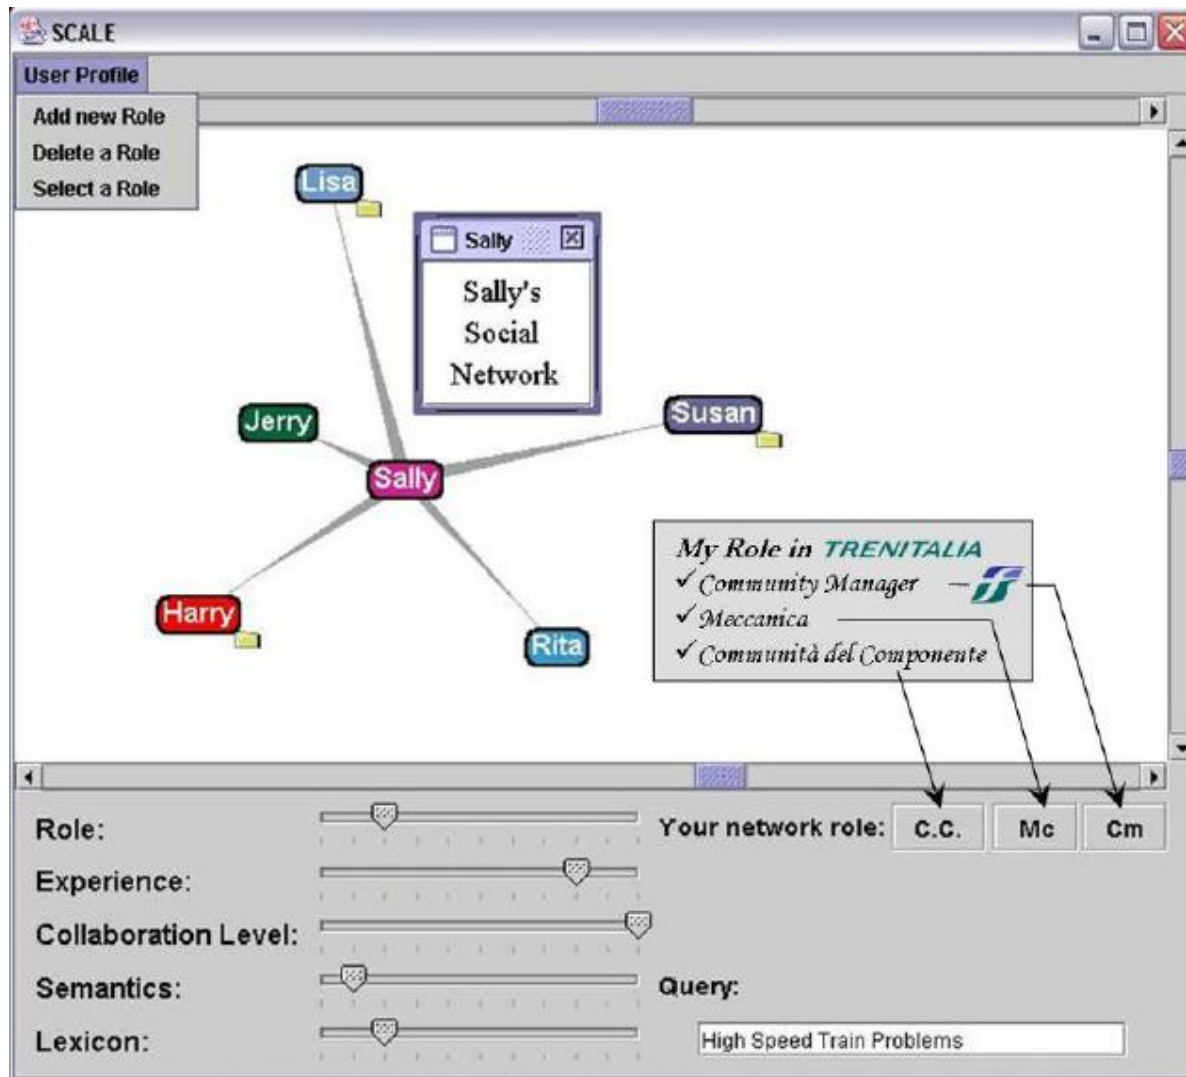 SCALE
User Profile
Add new Role
Delete a Role
Select a Role
Lisa
Sally
Sally's
Social
Network
Jerry
Susan
Sally
Harry
Rita
My Role in TRENITALIA
✓ Community Manager
✓ Meccanica
✓ Communità del Componente
Role:
Your network role:
C.C.
Mc
Cm
Experience:
Collaboration Level:
Semantics:
Query:
Lexicon:
High Speed Train Problems